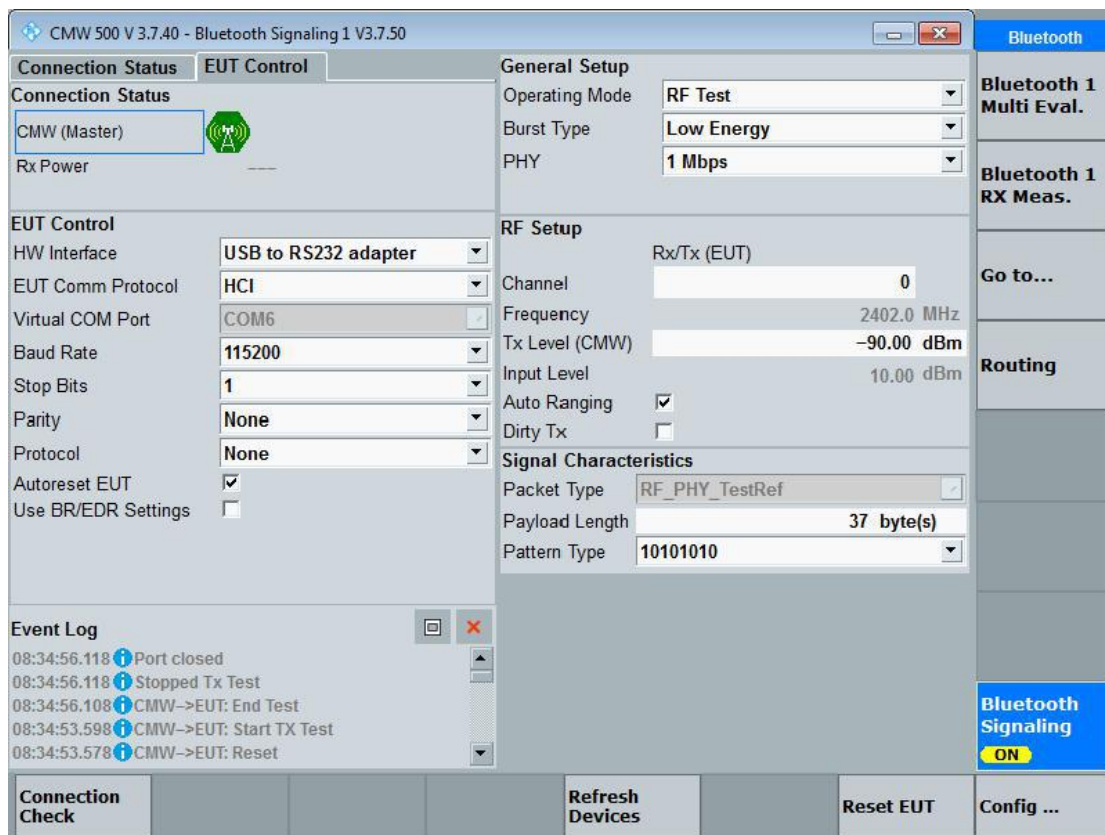 CMW 500 V 3.7.40 - Bluetooth Signaling 1 V3.7.50
Connection Status EUT Control
Connection Status
CMW (Master)
Rx Power ---
EUT Control
HW Interface USB to RS232 adapter
EUT Comm Protocol HCI
Virtual COM Port COM6
Baud Rate 115200
Stop Bits 1
Parity None
Protocol None
Autoreset EUT
Use BR/EDR Settings
Event Log
08:34:56.118 Port closed
08:34:56.118 Stopped Tx Test
08:34:56.108 CMW->EUT: End Test
08:34:53.598 CMW->EUT: Start TX Test
08:34:53.578 CMW->EUT: Reset
General Setup
Operating Mode RF Test
Burst Type Low Energy
PHY 1 Mbps
RF Setup
Rx/Tx (EUT)
Channel 0
Frequency 2402.0 MHz
Tx Level (CMW) -90.00 dBm
Input Level 10.00 dBm
Auto Ranging
Dirty Tx
Signal Characteristics
Packet Type RF_PHY_TestRef
Payload Length 37 byte(s)
Pattern Type 10101010
Bluetooth
Bluetooth 1
Multi Eval.
Bluetooth 1
RX Meas.
Go to...
Routing
Bluetooth
Signaling
ON
Connection
Check
Refresh
Devices
Reset EUT
Config ...